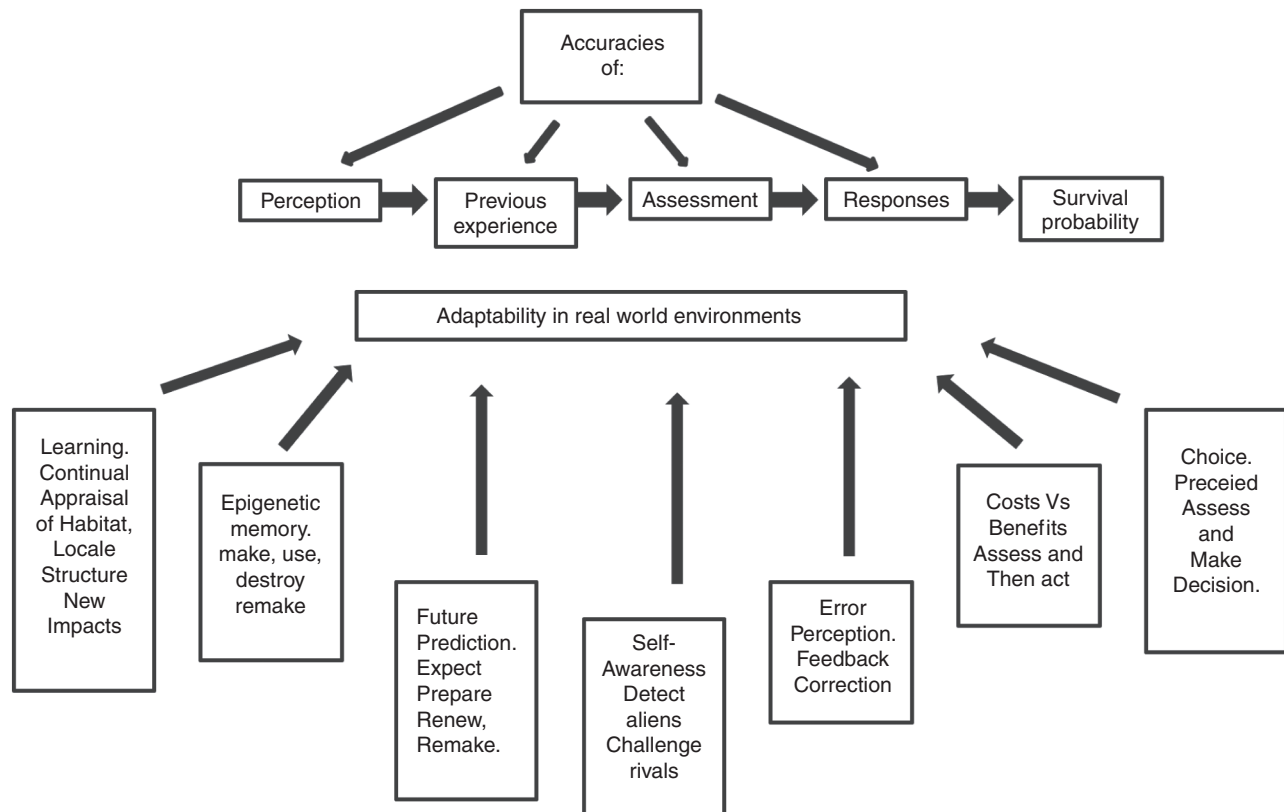 Accuracies
of:
Perception
Previous
experience
Assessment
Responses
Survival
probability
Adaptability in real world environments
Learning.
Continual
Appraisal
of Habitat,
Locale
Structure
New
Impacts
Epigenetic
memory.
make, use,
destroy
remake
Future
Prediction.
Expect
Prepare
Renew,
Remake.
Self-
Awareness
Detect
aliens
Challenge
rivals
Error
Perception.
Feedback
Correction
Costs Vs
Benefits
Assess and
Then act
Choice.
Preceied
Assess
and
Make
Decision.